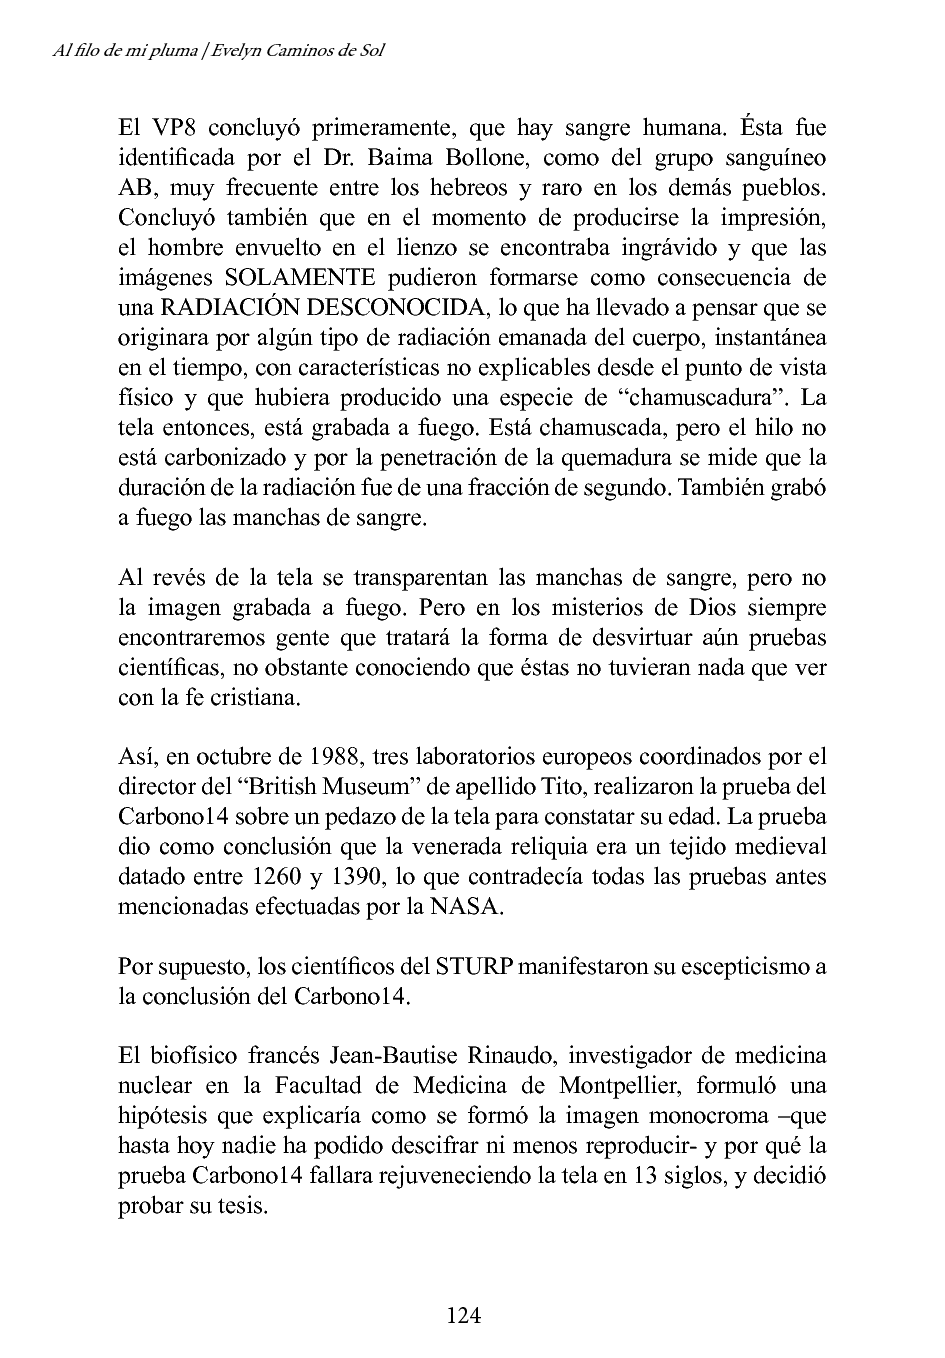 Al filo de mi pluma | Evelyn Caminos de Sol
El VP8 concluyó primeramente, que hay sangre humana. Ésta fue
identificada por el Dr. Baima Bollone, como del grupo sanguíneo
AB, muy frecuente entre los hebreos y raro en los demás pueblos.
Concluyó también que en el momento de producirse la impresión,
el hombre envuelto en el lienzo se encontraba ingrávido y que las
imágenes SOLAMENTE pudieron formarse como consecuencia de
una RADIACIÓN DESCONOCIDA, lo que ha llevado a pensar que se
originara por algún tipo de radiación emanada del cuerpo, instantánea
en el tiempo, con características no explicables desde el punto de vista
físico y que hubiera producido una especie de “chamuscadura”. La
tela entonces, está grabada a fuego. Está chamuscada, pero el hilo no
está carbonizado y por la penetración de la quemadura se mide que la
duración de la radiación fue de una fracción de segundo. También grabó
a fuego las manchas de sangre.
Al revés de la tela se transparentan las manchas de sangre, pero no
la imagen grabada a fuego. Pero en los misterios de Dios siempre
encontraremos gente que tratará la forma de desvirtuar aún pruebas
científicas, no obstante conociendo que éstas no tuvieran nada que ver
con la fe cristiana.
Así, en octubre de 1988, tres laboratorios europeos coordinados por el
director del “British Museum” de apellido Tito, realizaron la prueba del
Carbono14 sobre un pedazo de la tela para constatar su edad. La prueba
dio como conclusión que la venerada reliquia era un tejido medieval
datado entre 1260 y 1390, lo que contradecía todas las pruebas antes
mencionadas efectuadas por la NASA.
Por supuesto, los científicos del STURP manifestaron su escepticismo a
la conclusión del Carbono14.
El biofísico francés Jean-Bautise Rinaudo, investigador de medicina
nuclear en la Facultad de Medicina de Montpellier, formuló una
hipótesis que explicaría como se formó la imagen monocroma –que
hasta hoy nadie ha podido descifrar ni menos reproducir- y por qué la
prueba Carbono14 fallara rejuveneciendo la tela en 13 siglos, y decidió
probar su tesis.
124